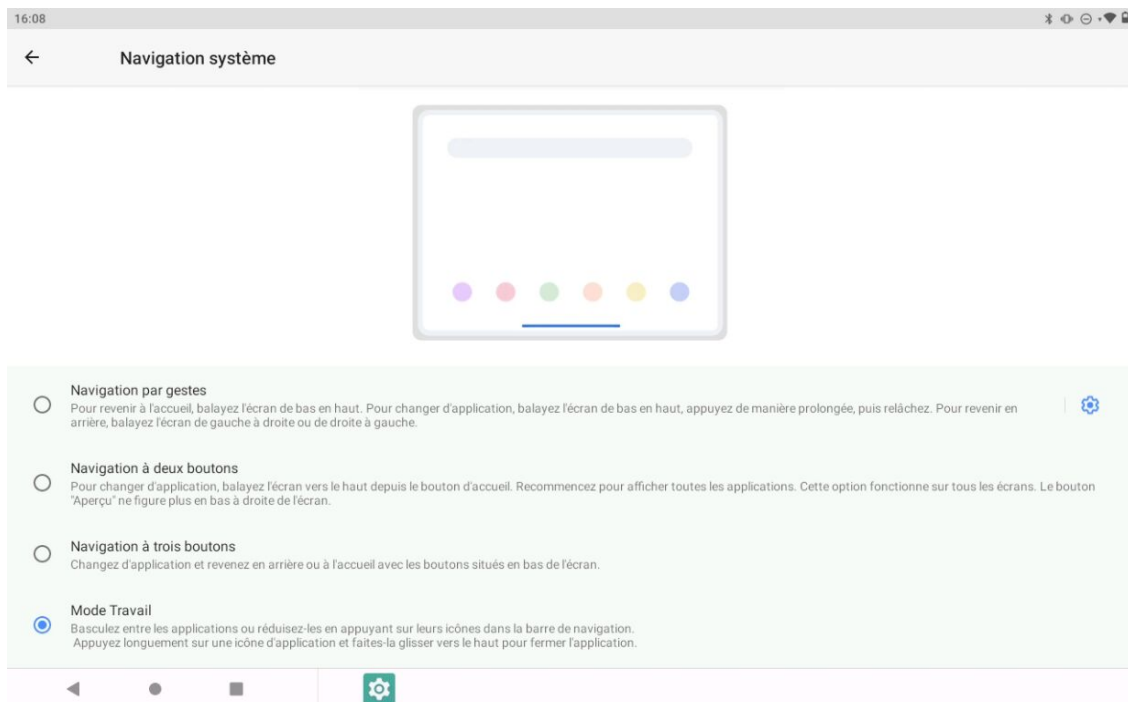 16:08
Navigation système
Navigation par gestes
Pour revenir à l'accueil, balayez l'écran de bas en haut. Pour changer d'application, balayez l'écran de bas en haut, appuyez de manière prolongée, puis relâchez. Pour revenir en
arrière, balayez l'écran de gauche à droite ou de droite à gauche.
Navigation à deux boutons
Pour changer d'application, balayez l'écran vers le haut depuis le bouton d'accueil. Recommencez pour afficher toutes les applications. Cette option fonctionne sur tous les écrans. Le bouton
"Aperçu" ne figure plus en bas à droite de l'écran.
Navigation à trois boutons
Changez d'application et revenez en arrière ou à l'accueil avec les boutons situés en bas de l'écran.
Mode Travail
Basculez entre les applications ou réduisez-les en appuyant sur leurs icônes dans la barre de navigation.
Appuyez longuement sur une icône d'application et faites-la glisser vers le haut pour fermer l'application.